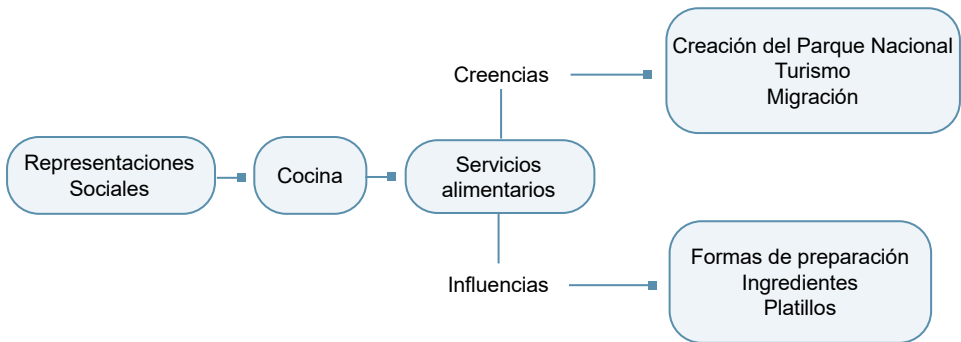 Representaciones
Sociales
Cocina
Servicios
alimentarios
Creencias
Creación del Parque Nacional
Turismo
Migración
Influencias
Formas de preparación
Ingredientes
Platillos